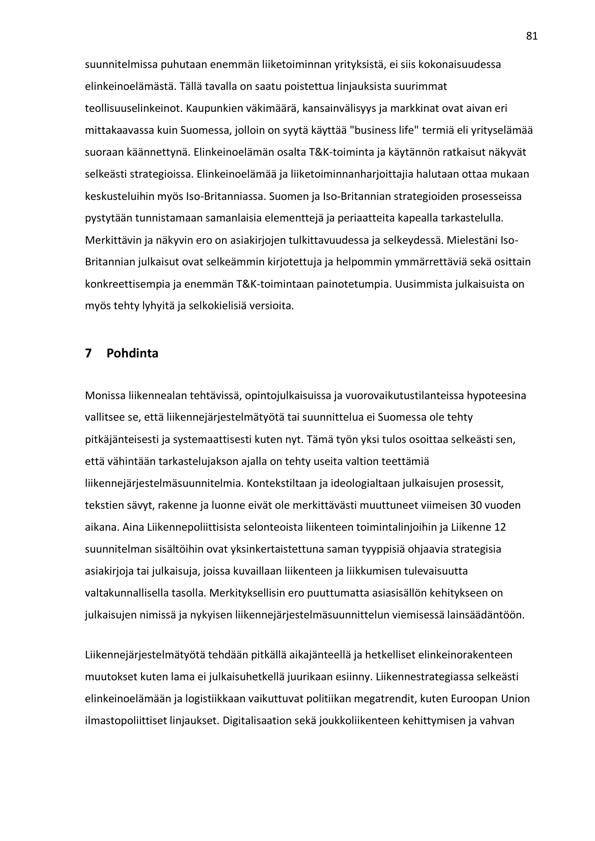 81
suunnitelmissa puhutaan enemmän liiketoiminnan yrityksistä, ei siis kokonaisuudessa
elinkeinoelämästä. Tällä tavalla on saatu poistettua linjauksista suurimmat
teollisuuselinkeinot. Kaupunkien väkimäärä, kansainvälisyys ja markkinat ovat aivan eri
mittakaavassa kuin Suomessa, jolloin on syytä käyttää "business life" termiä eli yrityselämää
suoraan käännettynä. Elinkeinoelämän osalta T&K-toiminta ja käytännön ratkaisut näkyvät
selkeästi strategioissa. Elinkeinoelämää ja liiketoiminnanharjoittajia halutaan ottaa mukaan
keskusteluihin myös Iso-Britanniassa. Suomen ja Iso-Britannian strategioiden prosesseissa
pystytään tunnistamaan samanlaisia elementtejä ja periaatteita kapealla tarkastelulla.
Merkittävin ja näkyvin ero on asiakirjojen tulkittavuudessa ja selkeydessä. Mielestäni Iso-
Britannian julkaisut ovat selkeämmin kirjotettuja ja helpommin ymmärrettäviä sekä osittain
konkreettisempia ja enemmän T&K-toimintaan painotetumpia. Uusimmista julkaisuista on
myös tehty lyhyitä ja selkokielisiä versioita.
7 Pohdinta
Monissa liikennealan tehtävissä, opintojulkaisuissa ja vuorovaikutustilanteissa hypoteesina
vallitsee se, että liikennejärjestelmätyötä tai suunnittelua ei Suomessa ole tehty
pitkäjänteisesti ja systemaattisesti kuten nyt. Tämä työn yksi tulos osoittaa selkeästi sen,
että vähintään tarkastelujakson ajalla on tehty useita valtion teettämiä
liikennejärjestelmäsuunnitelmia. Kontekstiltaan ja ideologialtaan julkaisujen prosessit,
tekstien sävyt, rakenne ja luonne eivät ole merkittävästi muuttuneet viimeisen 30 vuoden
aikana. Aina Liikennepoliittisista selonteoista liikenteen toimintalinjoihin ja Liikenne 12
suunnitelman sisältöihin ovat yksinkertaistettuna saman tyyppisiä ohjaavia strategisia
asiakirjoja tai julkaisuja, joissa kuvaillaan liikenteen ja liikkumisen tulevaisuutta
valtakunnallisella tasolla. Merkityksellisin ero puuttumatta asiasisällön kehitykseen on
julkaisujen nimissä ja nykyisen liikennejärjestelmäsuunnittelun viemisessä lainsäädäntöön.
Liikennejärjestelmätyötä tehdään pitkällä aikajänteellä ja hetkelliset elinkeinorakenteen
muutokset kuten lama ei julkaisuhetkellä juurikaan esiinny. Liikennestrategiassa selkeästi
elinkeinoelämään ja logistiikkaan vaikuttuvat politiikan megatrendit, kuten Euroopan Union
ilmastopoliittiset linjaukset. Digitalisaation sekä joukkoliikenteen kehittymisen ja vahvan